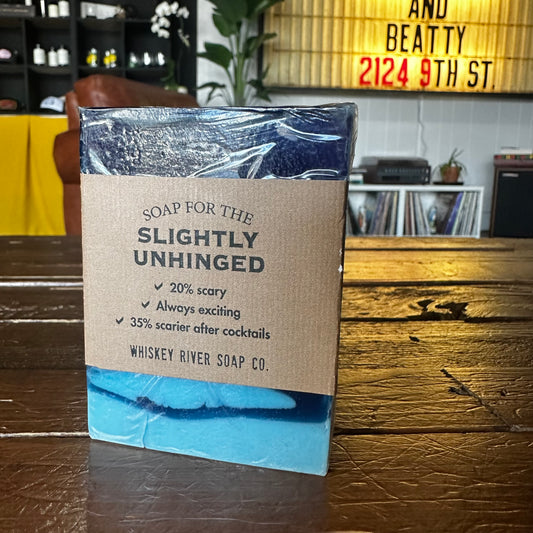 AND
BEATTY
2124 9TH ST.
SOAP FOR THE
SLIGHTLY
UNHINGED
✓ 20% scary
✓ Always exciting
✓ 35% scarier after cocktails
WHISKEY RIVER SOAP CO.